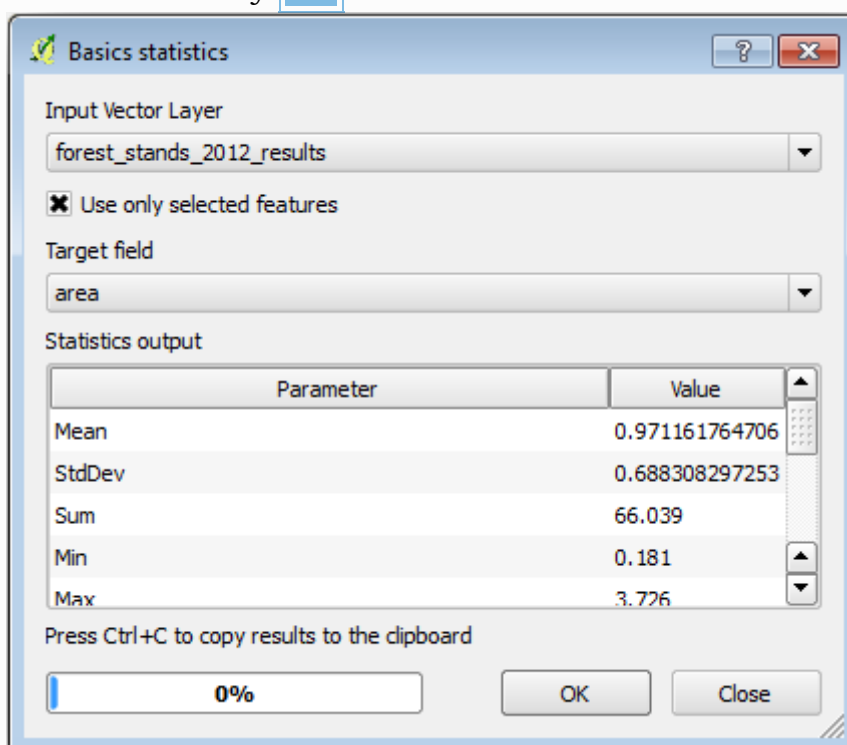 Basics statistics
Input Vector Layer
forest_stands_2012_results
Use only selected features
Target field
area
Statistics output
Parameter Value
Mean 0.971161764706
StdDev 0.688308297253
Sum 66.039
Min 0.181
Max 3.726
Press Ctrl+C to copy results to the clipboard
0% OK Close